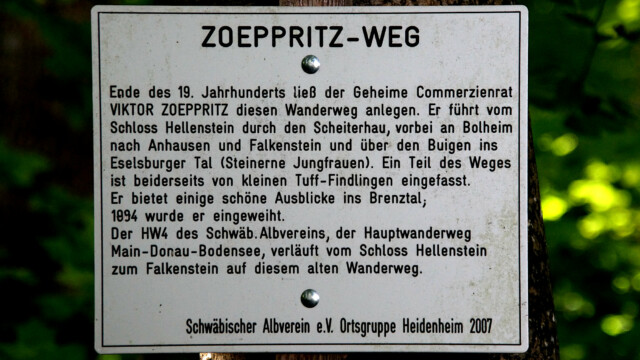 ZOEPPRITZ-WEG
Ende des 19. Jahrhunderts ließ der Geheime Commerzienrat
VIKTOR ZOEPPRITZ diesen Wanderweg anlegen. Er führt vom
Schloss Hellenstein durch den Scheiterhau, vorbei an Bolheim
nach Anhausen und Falkenstein und über den Buigen ins
Eselsburger Tal (Steinerne Jungfrauen). Ein Teil des Weges
ist beiderseits von kleinen Tuff-Findlingen eingefasst.
Er bietet einige schöne Ausblicke ins Brenztal;
1894 wurde er eingeweiht.
Der HW4 des Schwäb.Albvereins, der Hauptwanderweg
Main-Donau-Bodensee, verläuft vom Schloss Hellenstein
zum Falkenstein auf diesem alten Wanderweg.
Schwäbischer Albverein e.V. Ortsgruppe Heidenheim 2007